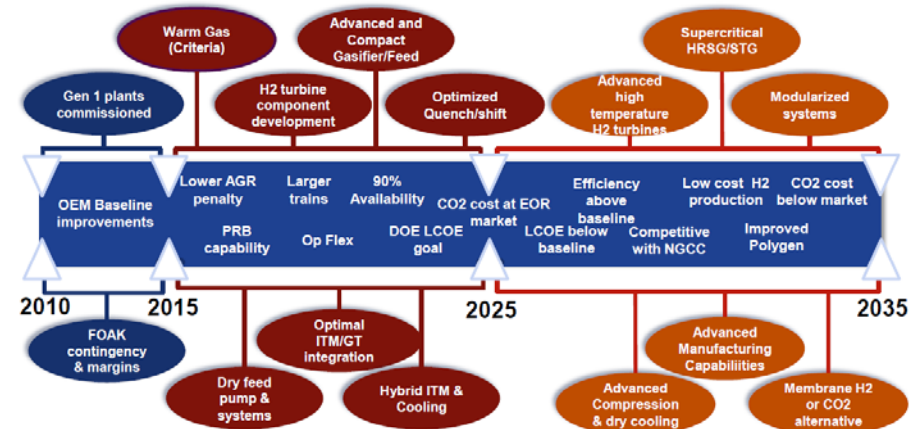 Warm Gas
(Criteria)
Advanced and
Compact
Gasifier/Feed
Supercritical
HRSG/STG
Gen 1 plants
commissioned
H2 turbine
component
development
Optimized
Quench/shift
Advanced
high
temperature
H2 turbines
Modularized
systems
OEM Baseline
improvements
Lower AGR
penalty
Larger
trains
90%
Availability
CO2 cost at EOR
market
Efficiency
above
baseline
Low cost H2
production
CO2 cost
below market
PRB
capability
Op Flex
DOE LCOE
goal
LCOE below
baseline
Competitive
with NGCC
Improved
Polygen
2010
2015
2025
2035
FOAK
contingency
& margins
Optimal
ITM/GT
integration
Advanced
Manufacturing
Capabiliities
Dry feed
pump &
systems
Hybrid ITM &
Cooling
Advanced
Compression
& dry cooling
Membrane H2
or CO2
alternative